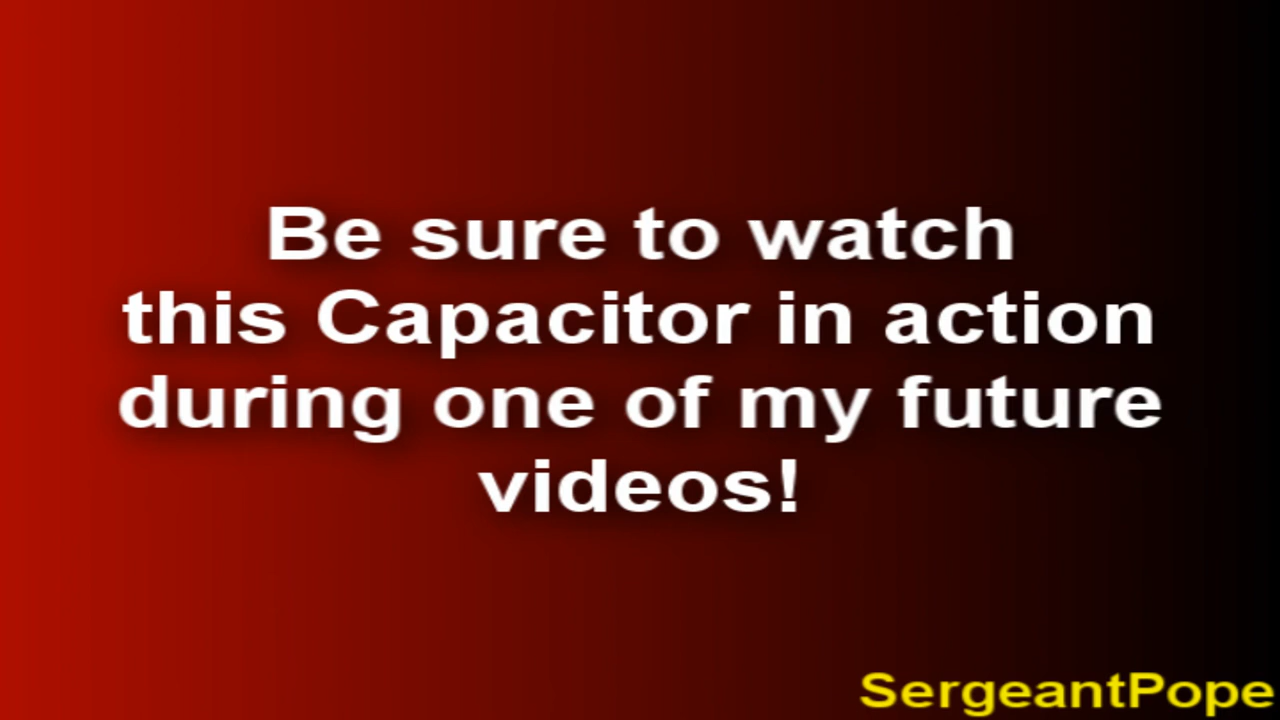 Be sure to watch
this Capacitor in action
during one of my future
videos!
SergeantPope